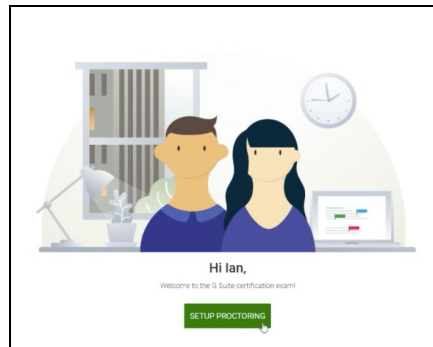 Hi Ian,
Welcome to the G Suite certification exam!
SETUP PROCTORING